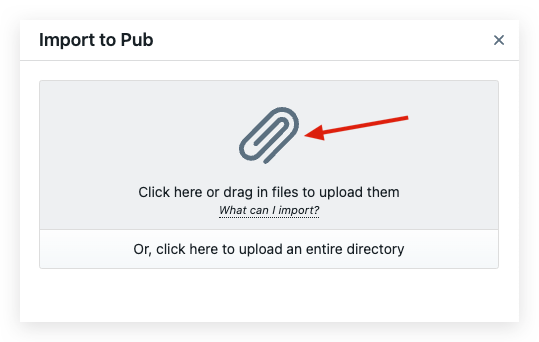 Import to Pub
Click here or drag in files to upload them
What can I import?
Or, click here to upload an entire directory